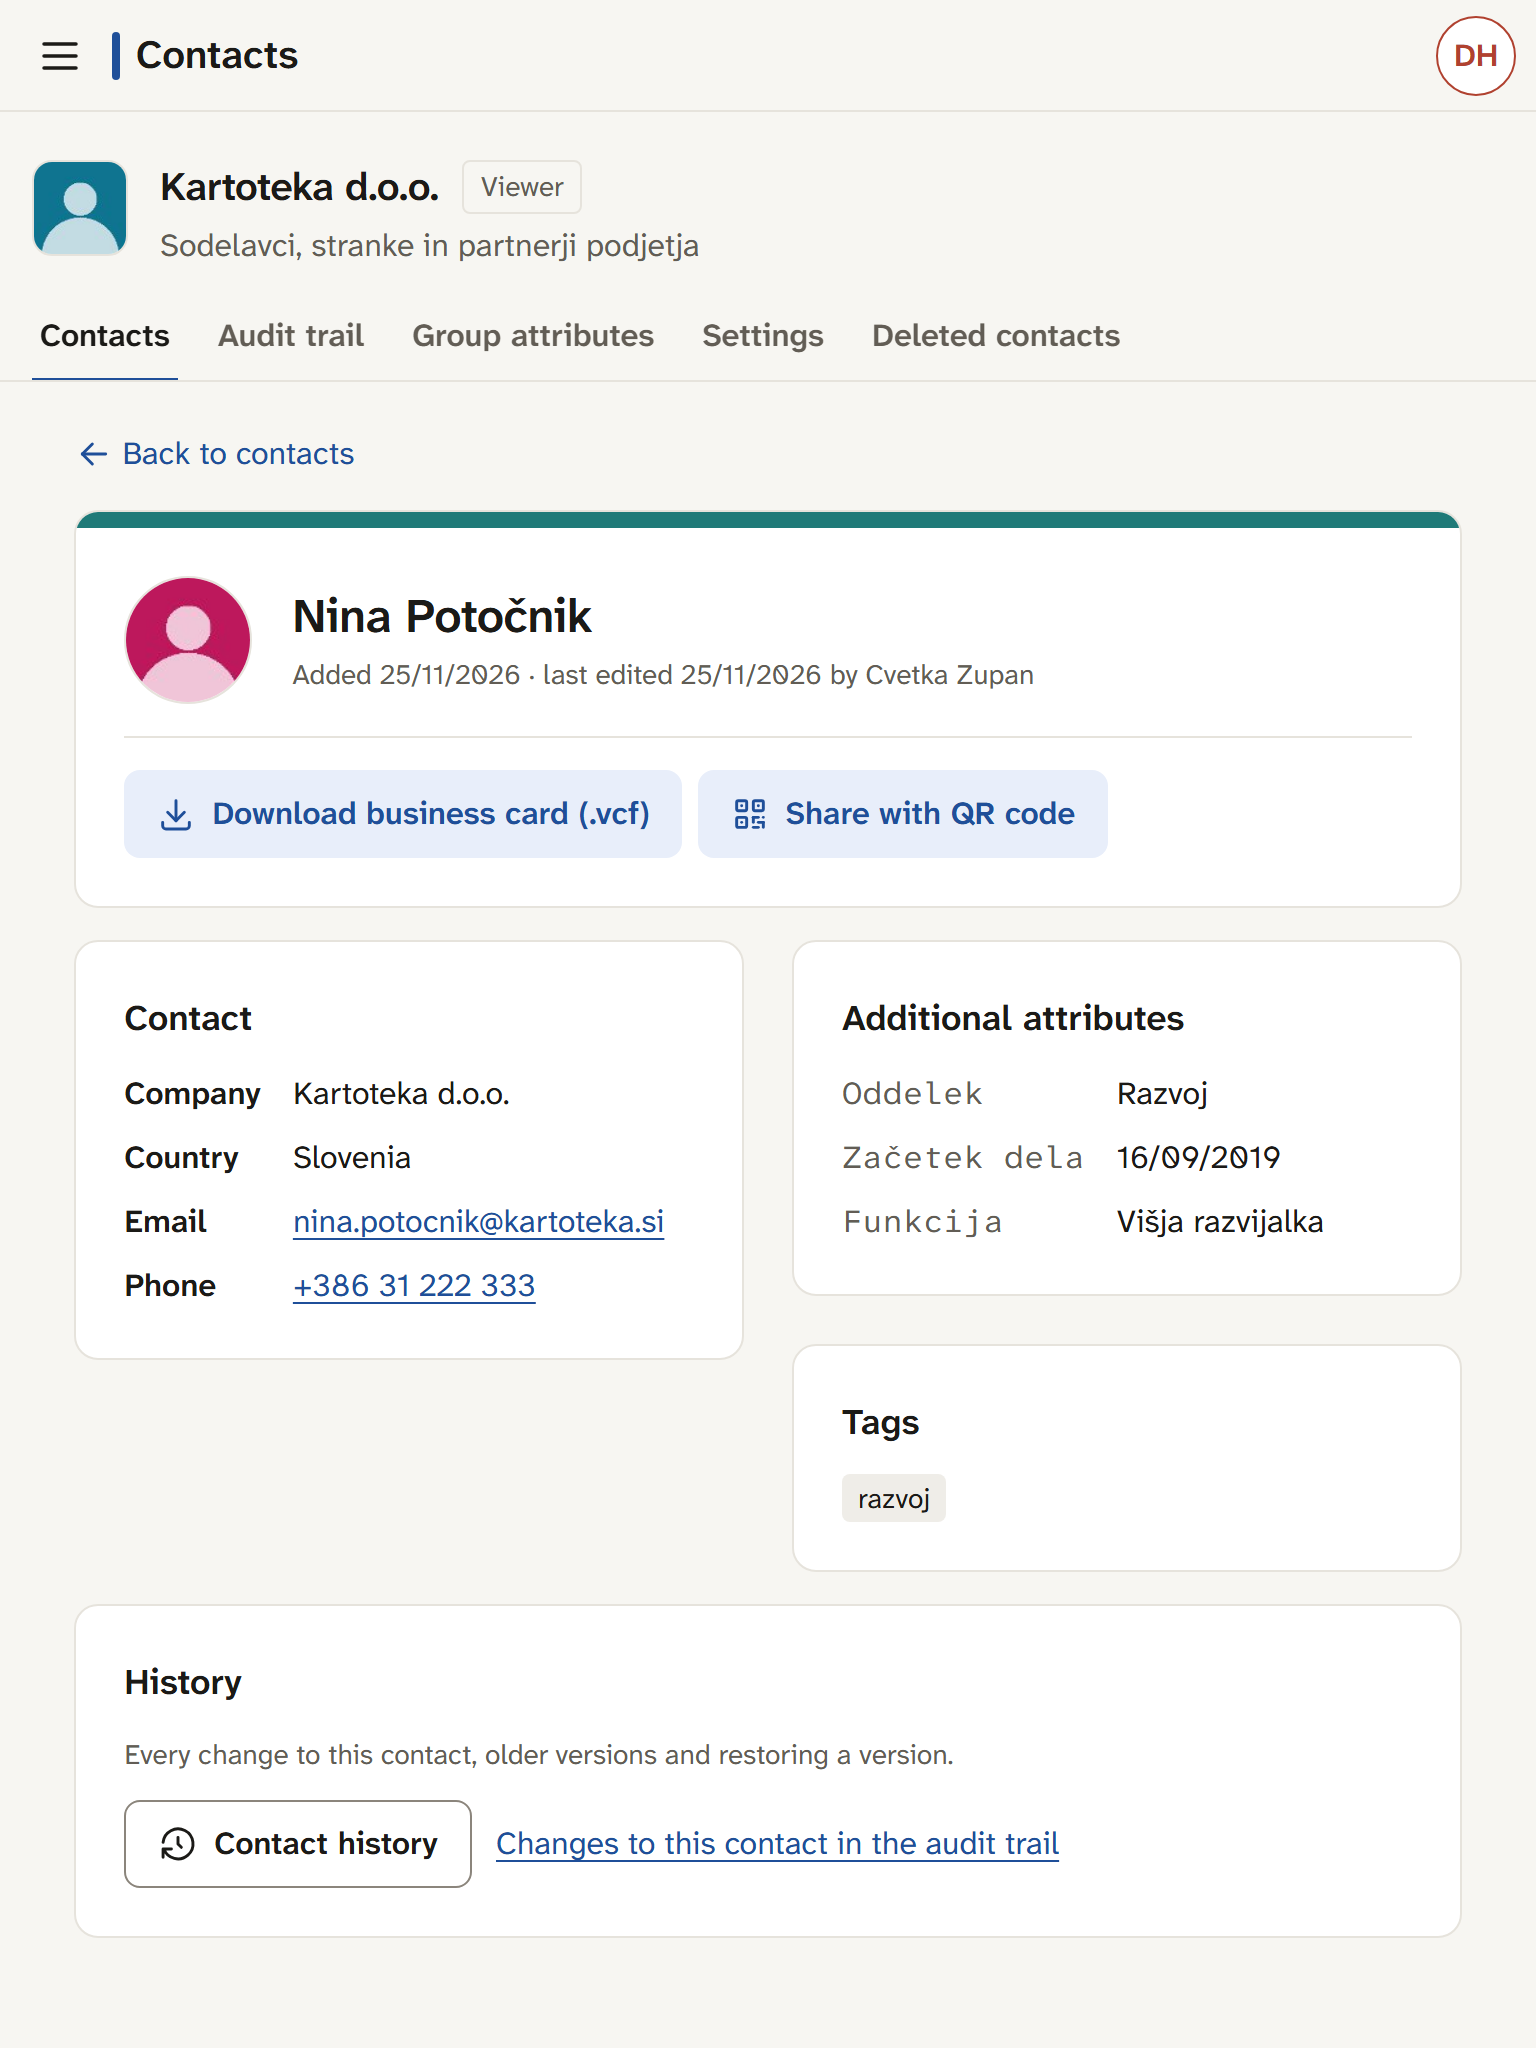 Contacts
DH
Kartoteka d.o.o.
Viewer
Sodelavci, stranke in partnerji podjetja
Contacts
Audit trail
Group attributes
Settings
Deleted contacts
Back to contacts
Nina Potočnik
Added 25/11/2026 · last edited 25/11/2026 by Cvetka Zupan
Download business card (.vcf)
Share with QR code
Contact
Company Kartoteka d.o.o.
Country Slovenia
Email nina.potocnik@kartoteka.si
Phone +386 31 222 333
Additional attributes
Oddelek Razvoj
Začetek dela 16/09/2019
Funkcija Višja razvijalka
Tags
razvoj
History
Every change to this contact, older versions and restoring a version.
Contact history
Changes to this contact in the audit trail